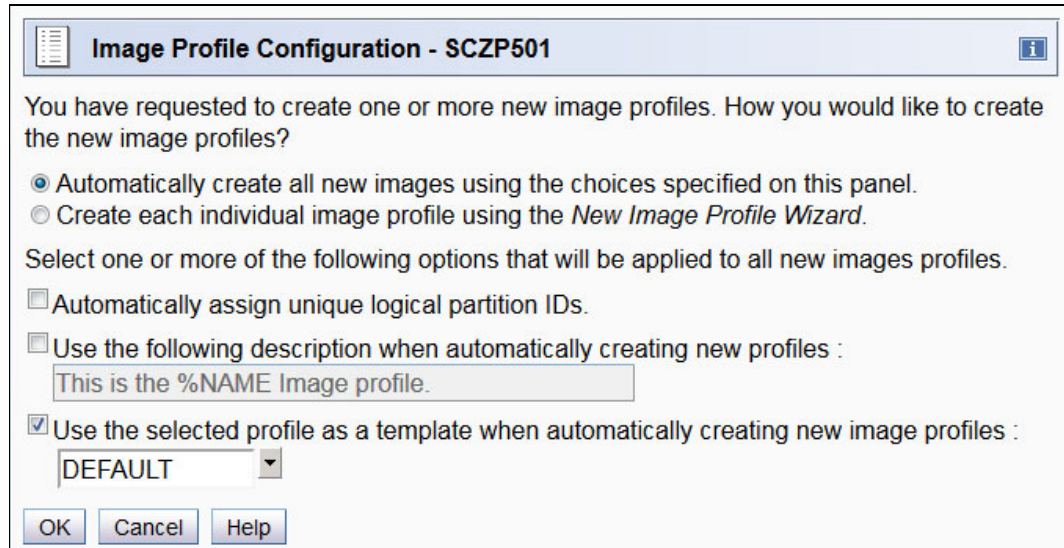 Image Profile Configuration - SCZP501
i
You have requested to create one or more new image profiles. How you would like to create
the new image profiles?
Automatically create all new images using the choices specified on this panel.
Create each individual image profile using the New Image Profile Wizard.
Select one or more of the following options that will be applied to all new images profiles.
Automatically assign unique logical partition IDs.
Use the following description when automatically creating new profiles :
This is the %NAME Image profile.
Use the selected profile as a template when automatically creating new image profiles :
DEFAULT
OK Cancel Help